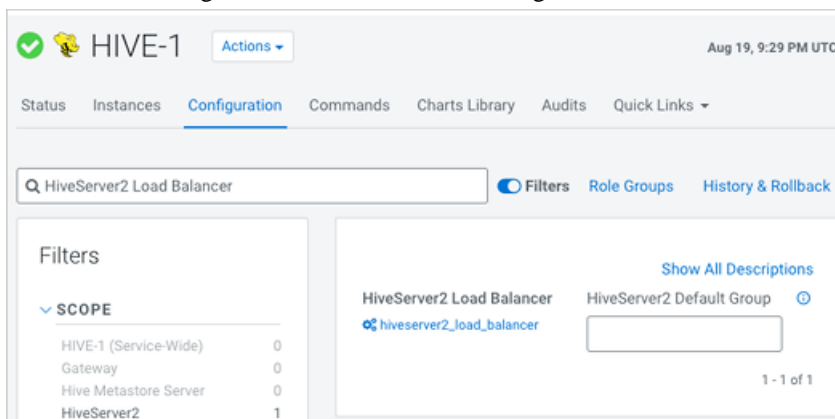 HIVE-1 Actions
Aug 19, 9:29 PM UTC
Status Instances Configuration Commands Charts Library Audits Quick Links
HiveServer2 Load Balancer
Filters Role Groups History & Rollback
Filters
SCOPE
HIVE-1 (Service-Wide) 0
Gateway 0
Hive Metastore Server 0
HiveServer2 1
Show All Descriptions
HiveServer2 Load Balancer HiveServer2 Default Group
hiveserver2_load_balancer
1 - 1 of 1